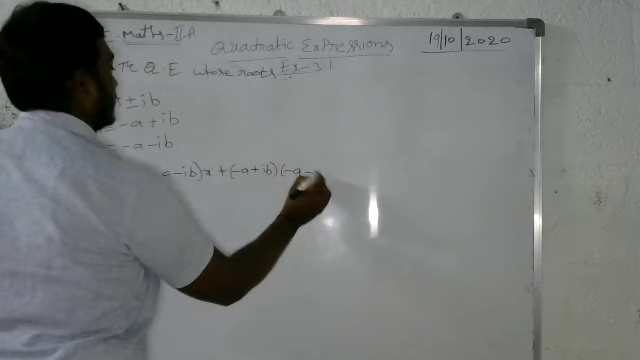 Maths-IIA
Quadratic Expressions
19/10/2020
Q.E whose roots Ex-3.1
± ib
= -a + ib
= -a - ib
a - ib)x + (-a + ib)(-a -